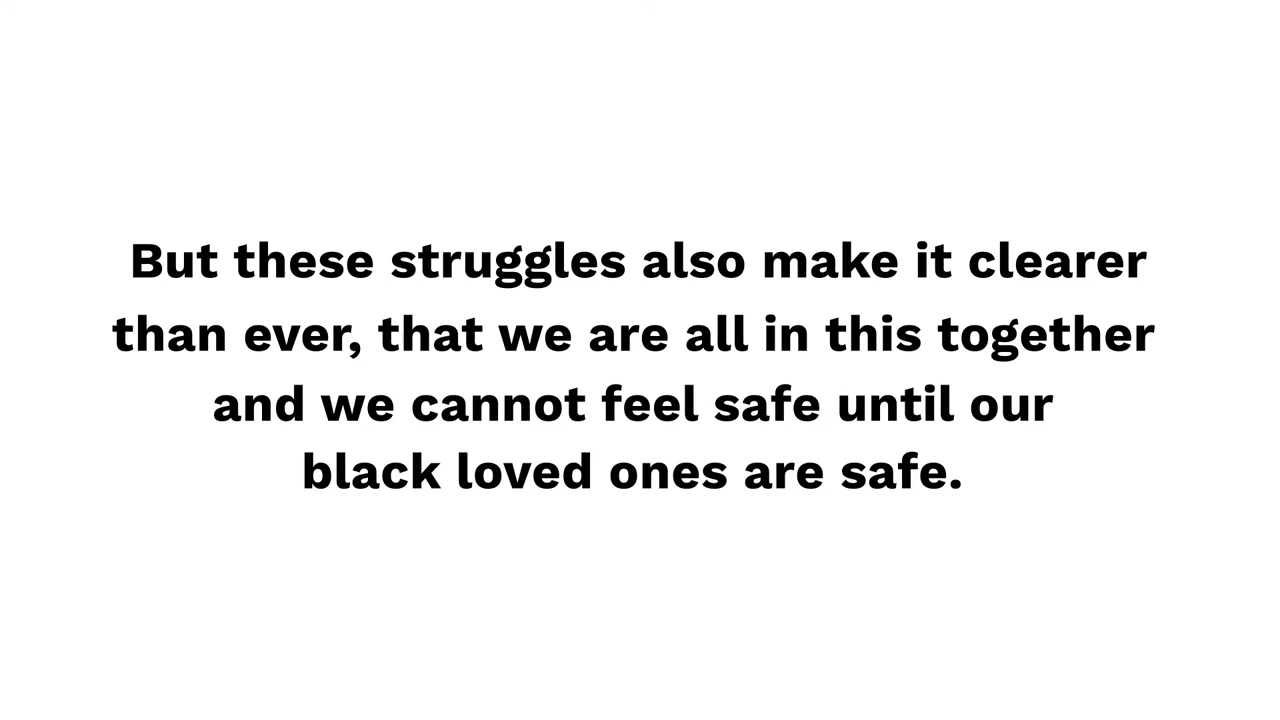 But these struggles also make it clearer
than ever, that we are all in this together
and we cannot feel safe until our
black loved ones are safe.